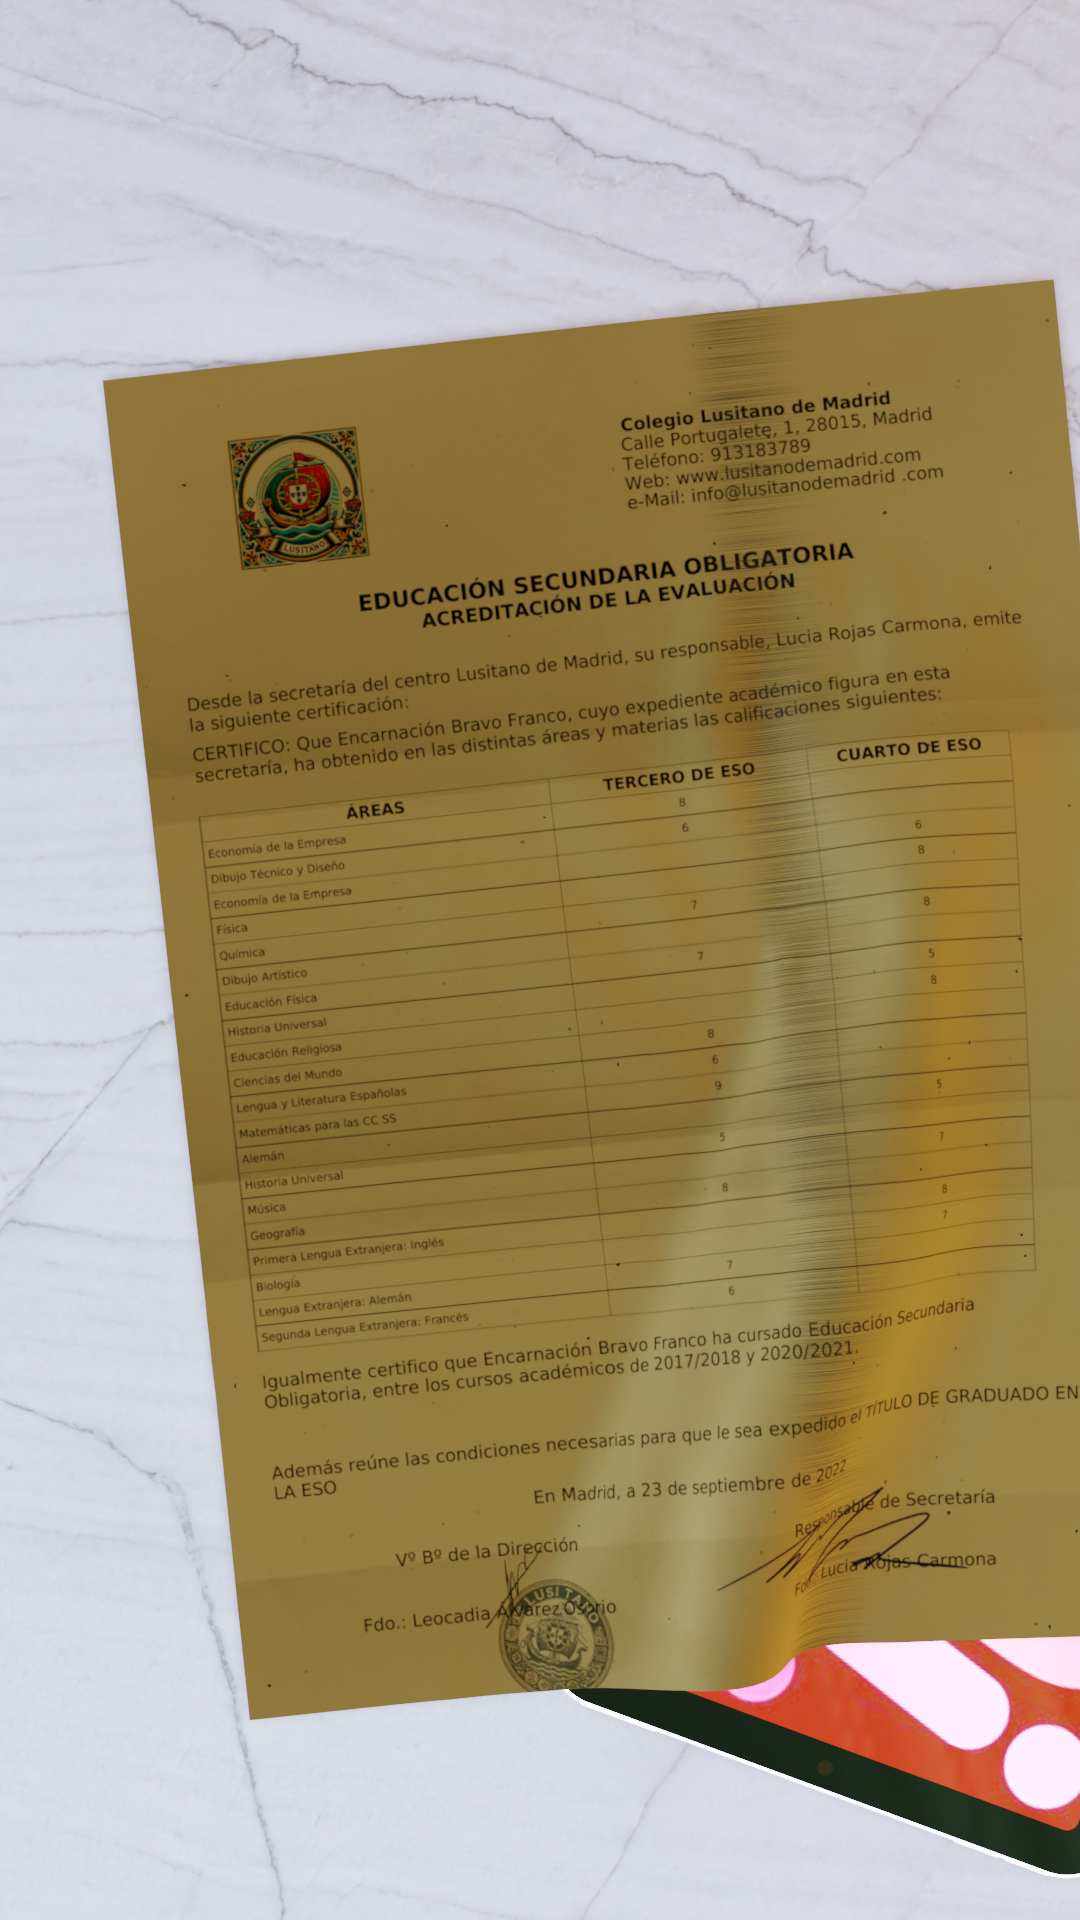 LUSITANO
Colegio Lusitano de Madrid
Calle Portugalete, 1, 28015, Madrid
Teléfono: 913183789
Web: www.lusitanodemadrid.com
e-Mail: info@lusitanodemadrid .com
EDUCACIÓN SECUNDARIA OBLIGATORIA
ACREDITACIÓN DE LA EVALUACIÓN
Desde la secretaría del centro Lusitano de Madrid, su responsable, Lucia Rojas Carmona, emite
la siguiente certificación:
CERTIFICO: Que Encarnación Bravo Franco, cuyo expediente académico figura en esta
secretaría, ha obtenido en las distintas áreas y materias las calificaciones siguientes:
ÁREAS TERCERO DE ESO CUARTO DE ESO
Economía de la Empresa 8
Dibujo Técnico y Diseño 6
Economía de la Empresa 6
Física 8
Química 7
Dibujo Artístico 8
Educación Física 7
Historia Universal 5
Educación Religiosa 8
Ciencias del Mundo 8
Lengua y Literatura Españolas 6
Matemáticas para las CC SS 9
Alemán 5
Historia Universal 5
Música 7
Geografía 8
Primera Lengua Extranjera: Inglés 8
Biología 7
Lengua Extranjera: Alemán 7
Segunda Lengua Extranjera: Francés 6
Igualmente certifico que Encarnación Bravo Franco ha cursado Educación Secundaria
Obligatoria, entre los cursos académicos de 2017/2018 y 2020/2021.
Además reúne las condiciones necesarias para que le sea expedido el TÍTULO DE GRADUADO EN
LA ESO
En Madrid, a 23 de septiembre de 2022
Vº Bº de la Dirección
Responsable de Secretaría
Fdo.: Leocadia Álvarez Osorio
Fdo.: Lucia Rojas Carmona
LUSITANO